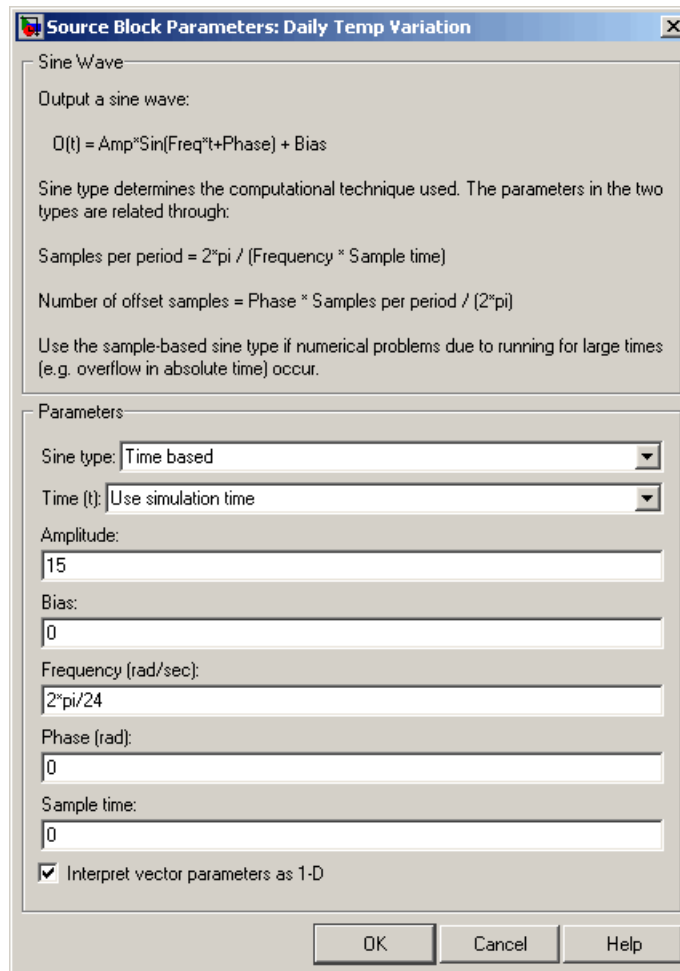 Source Block Parameters: Daily Temp Variation
Sine Wave
Output a sine wave:
O(t) = Amp*Sin(Freq*t+Phase) + Bias
Sine type determines the computational technique used. The parameters in the two
types are related through:
Samples per period = 2*pi / (Frequency * Sample time)
Number of offset samples = Phase * Samples per period / (2*pi)
Use the sample-based sine type if numerical problems due to running for large times
(e.g. overflow in absolute time) occur.
Parameters
Sine type: Time based
Time (t): Use simulation time
Amplitude:
15
Bias:
0
Frequency (rad/sec):
2*pi/24
Phase (rad):
0
Sample time:
0
Interpret vector parameters as 1-D
OK Cancel Help